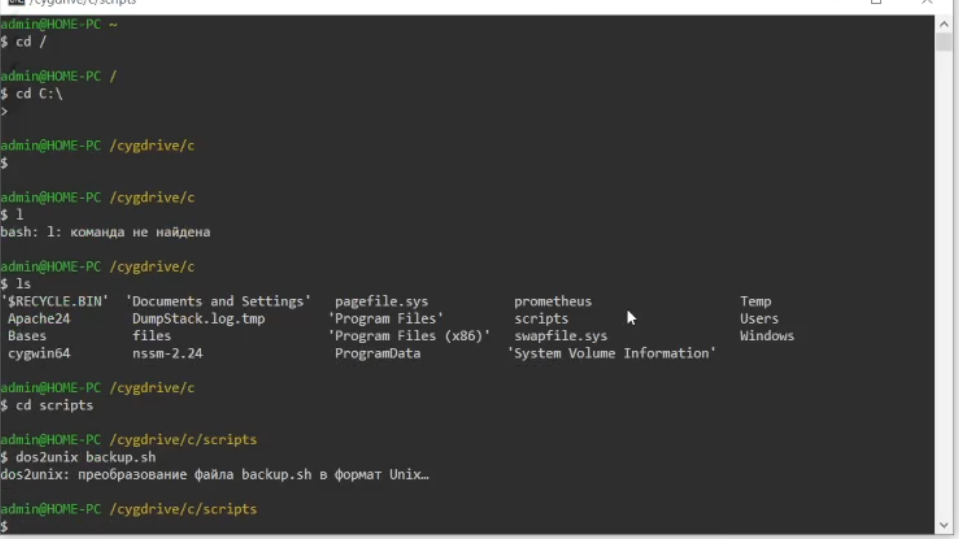 /cygdrive/c/scripts
admin@HOME-PC ~
$ cd /
admin@HOME-PC /
$ cd C:\
>
admin@HOME-PC /cygdrive/c
$
admin@HOME-PC /cygdrive/c
$ l
bash: l: команда не найдена
admin@HOME-PC /cygdrive/c
$ ls
'$RECYCLE.BIN' 'Documents and Settings' pagefile.sys prometheus Temp
Apache24 DumpStack.log.tmp 'Program Files' scripts Users
Bases files 'Program Files (x86)' swapfile.sys Windows
cygwin64 nssm-2.24 ProgramData 'System Volume Information'
admin@HOME-PC /cygdrive/c
$ cd scripts
admin@HOME-PC /cygdrive/c/scripts
$ dos2unix backup.sh
dos2unix: преобразование файла backup.sh в формат Unix…
admin@HOME-PC /cygdrive/c/scripts
$